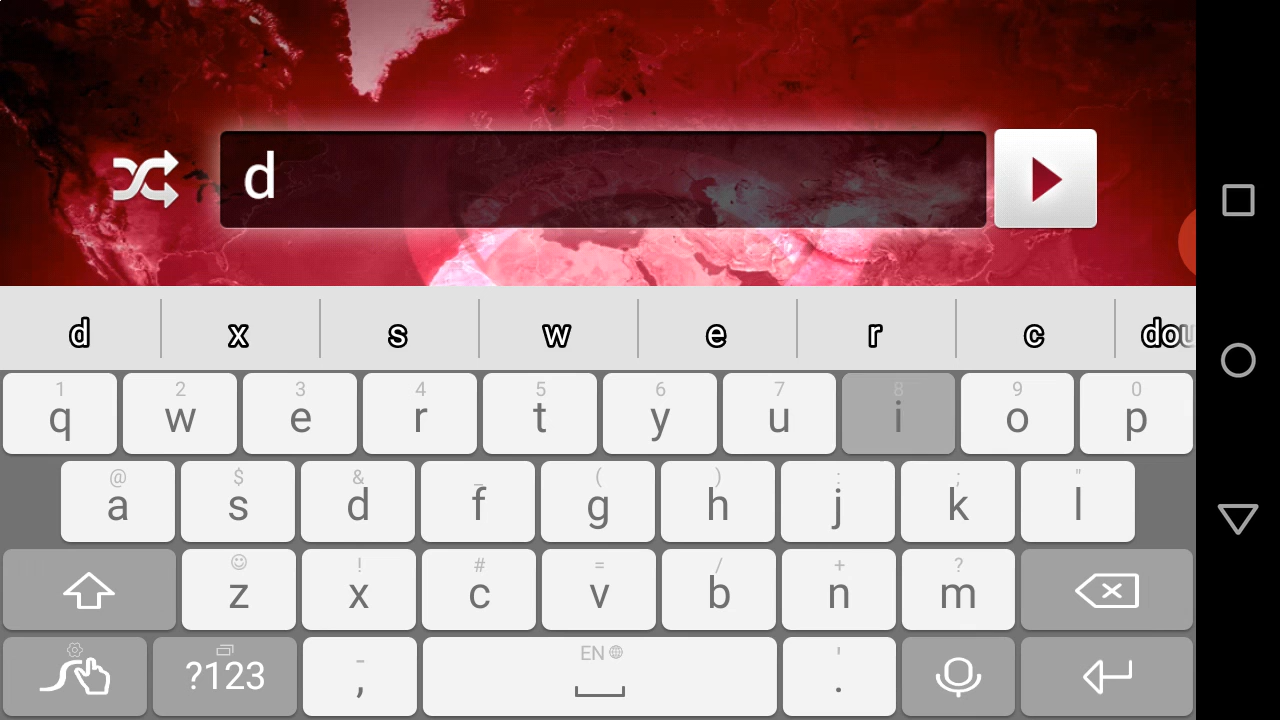 d
d x s w e r c dou
1 2 3 4 5 6 7 8 9 0
q w e r t y u i o p
@ $ & _ ( ) : ; "
a s d f g h j k l
! # = / + ?
z x c v b n m
EN
?123 - , ' .